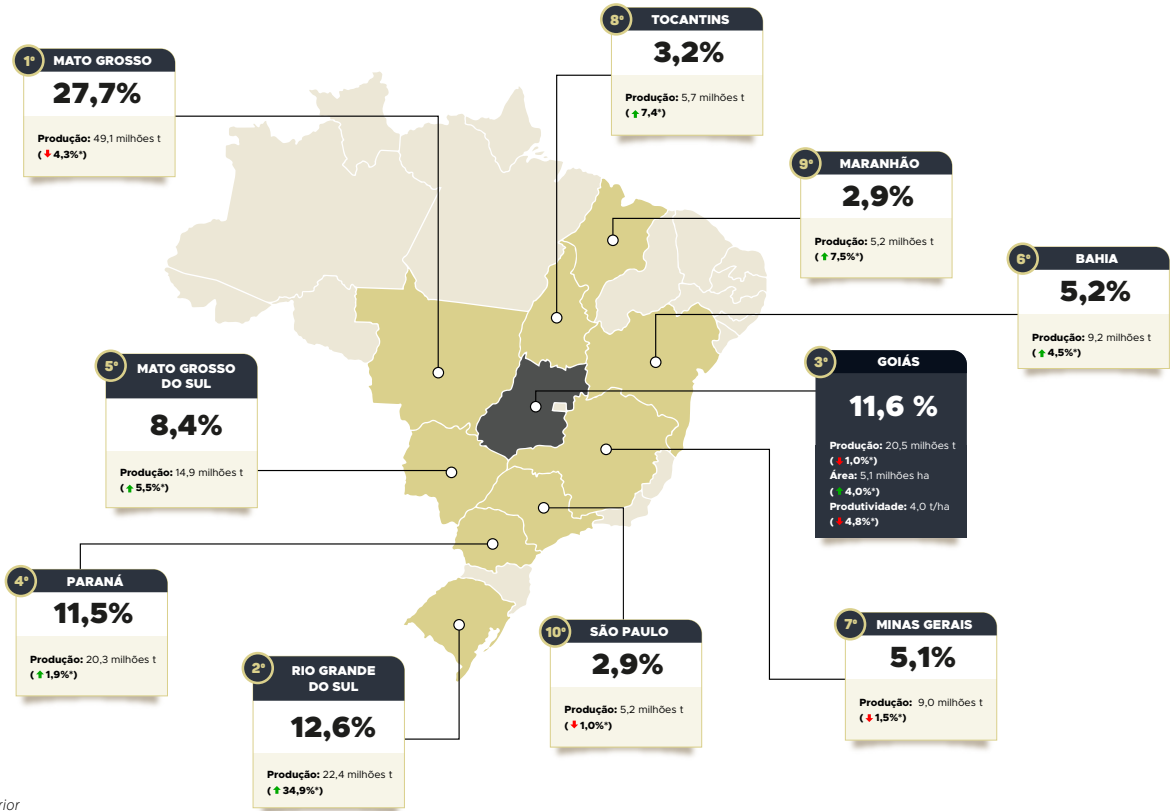 8º
TOCANTINS
3,2%
Produção: 5,7 milhões t
(⬆7,4*)
1º
MATO GROSSO
27,7%
Produção: 49,1 milhões t
(⬇4,3%*)
9º
MARANHÃO
2,9%
Produção: 5,2 milhões t
(⬆7,5%*)
6º
BAHIA
5,2%
Produção: 9,2 milhões t
(⬆4,5%*)
5º
MATO GROSSO
DO SUL
8,4%
Produção: 14,9 milhões t
(⬆5,5%*)
3º
GOIÁS
11,6 %
Produção: 20,5 milhões t
(⬇1,0%*)
Área: 5,1 milhões ha
(⬆4,0%*)
Produtividade: 4,0 t/ha
(⬇4,8%*)
4º
PARANÁ
11,5%
Produção: 20,3 milhões t
(⬆1,9%*)
2º
RIO GRANDE
DO SUL
12,6%
Produção: 22,4 milhões t
(⬆34,9%*)
10º
SÃO PAULO
2,9%
Produção: 5,2 milhões t
(⬇1,0%*)
7º
MINAS GERAIS
5,1%
Produção: 9,0 milhões t
(⬇1,5%*)
rior